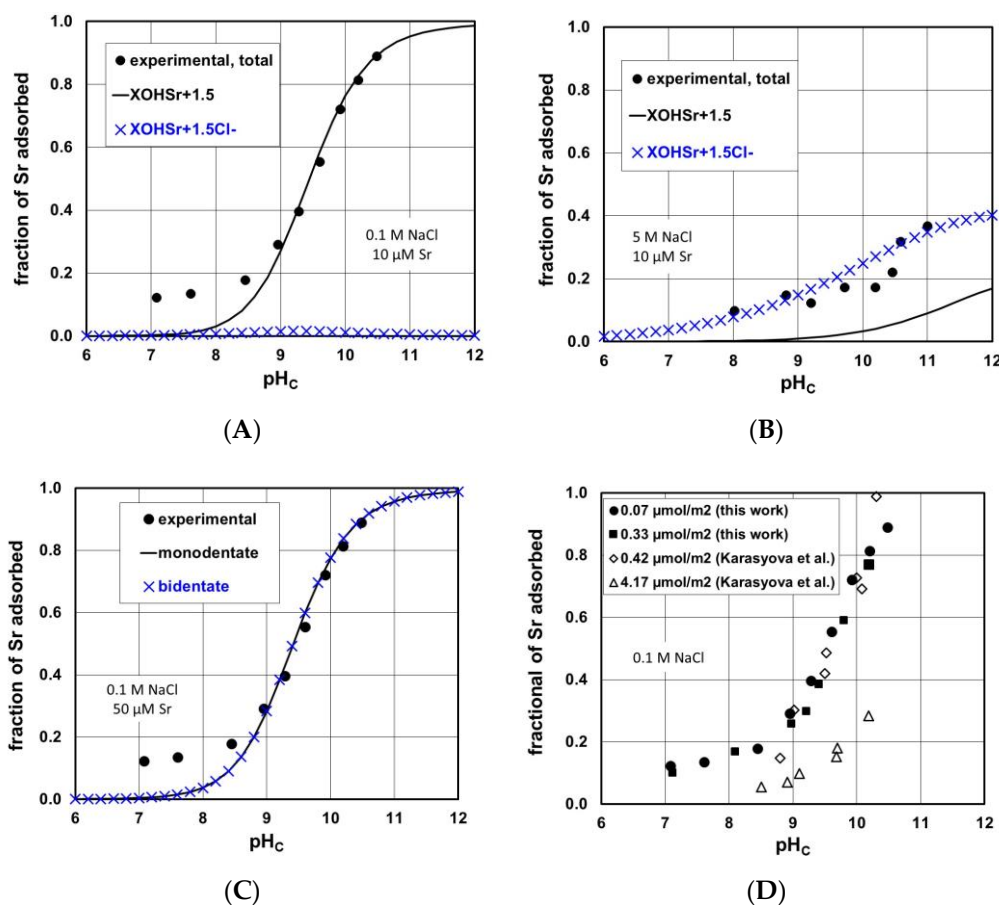 fraction of Sr adsorbed
1.0
0.8
0.6
0.4
0.2
0.0
experimental, total
XOHSr+1.5
XOHSr+1.5Cl-
0.1 M NaCl
10 µM Sr
6 7 8 9 10 11 12
pHC
(A)
fraction of Sr adsorbed
1.0
0.8
0.6
0.4
0.2
0.0
experimental, total
XOHSr+1.5
XOHSr+1.5Cl-
5 M NaCl
10 µM Sr
6 7 8 9 10 11 12
pHC
(B)
fraction of Sr adsorbed
1.0
0.8
0.6
0.4
0.2
0.0
experimental
monodentate
bidentate
0.1 M NaCl
50 µM Sr
6 7 8 9 10 11 12
pHC
(C)
fractional of Sr adsorbed
1.0
0.8
0.6
0.4
0.2
0.0
0.07 µmol/m2 (this work)
0.33 µmol/m2 (this work)
0.42 µmol/m2 (Karasyova et al.)
4.17 µmol/m2 (Karasyova et al.)
0.1 M NaCl
6 7 8 9 10 11 12
pHC
(D)